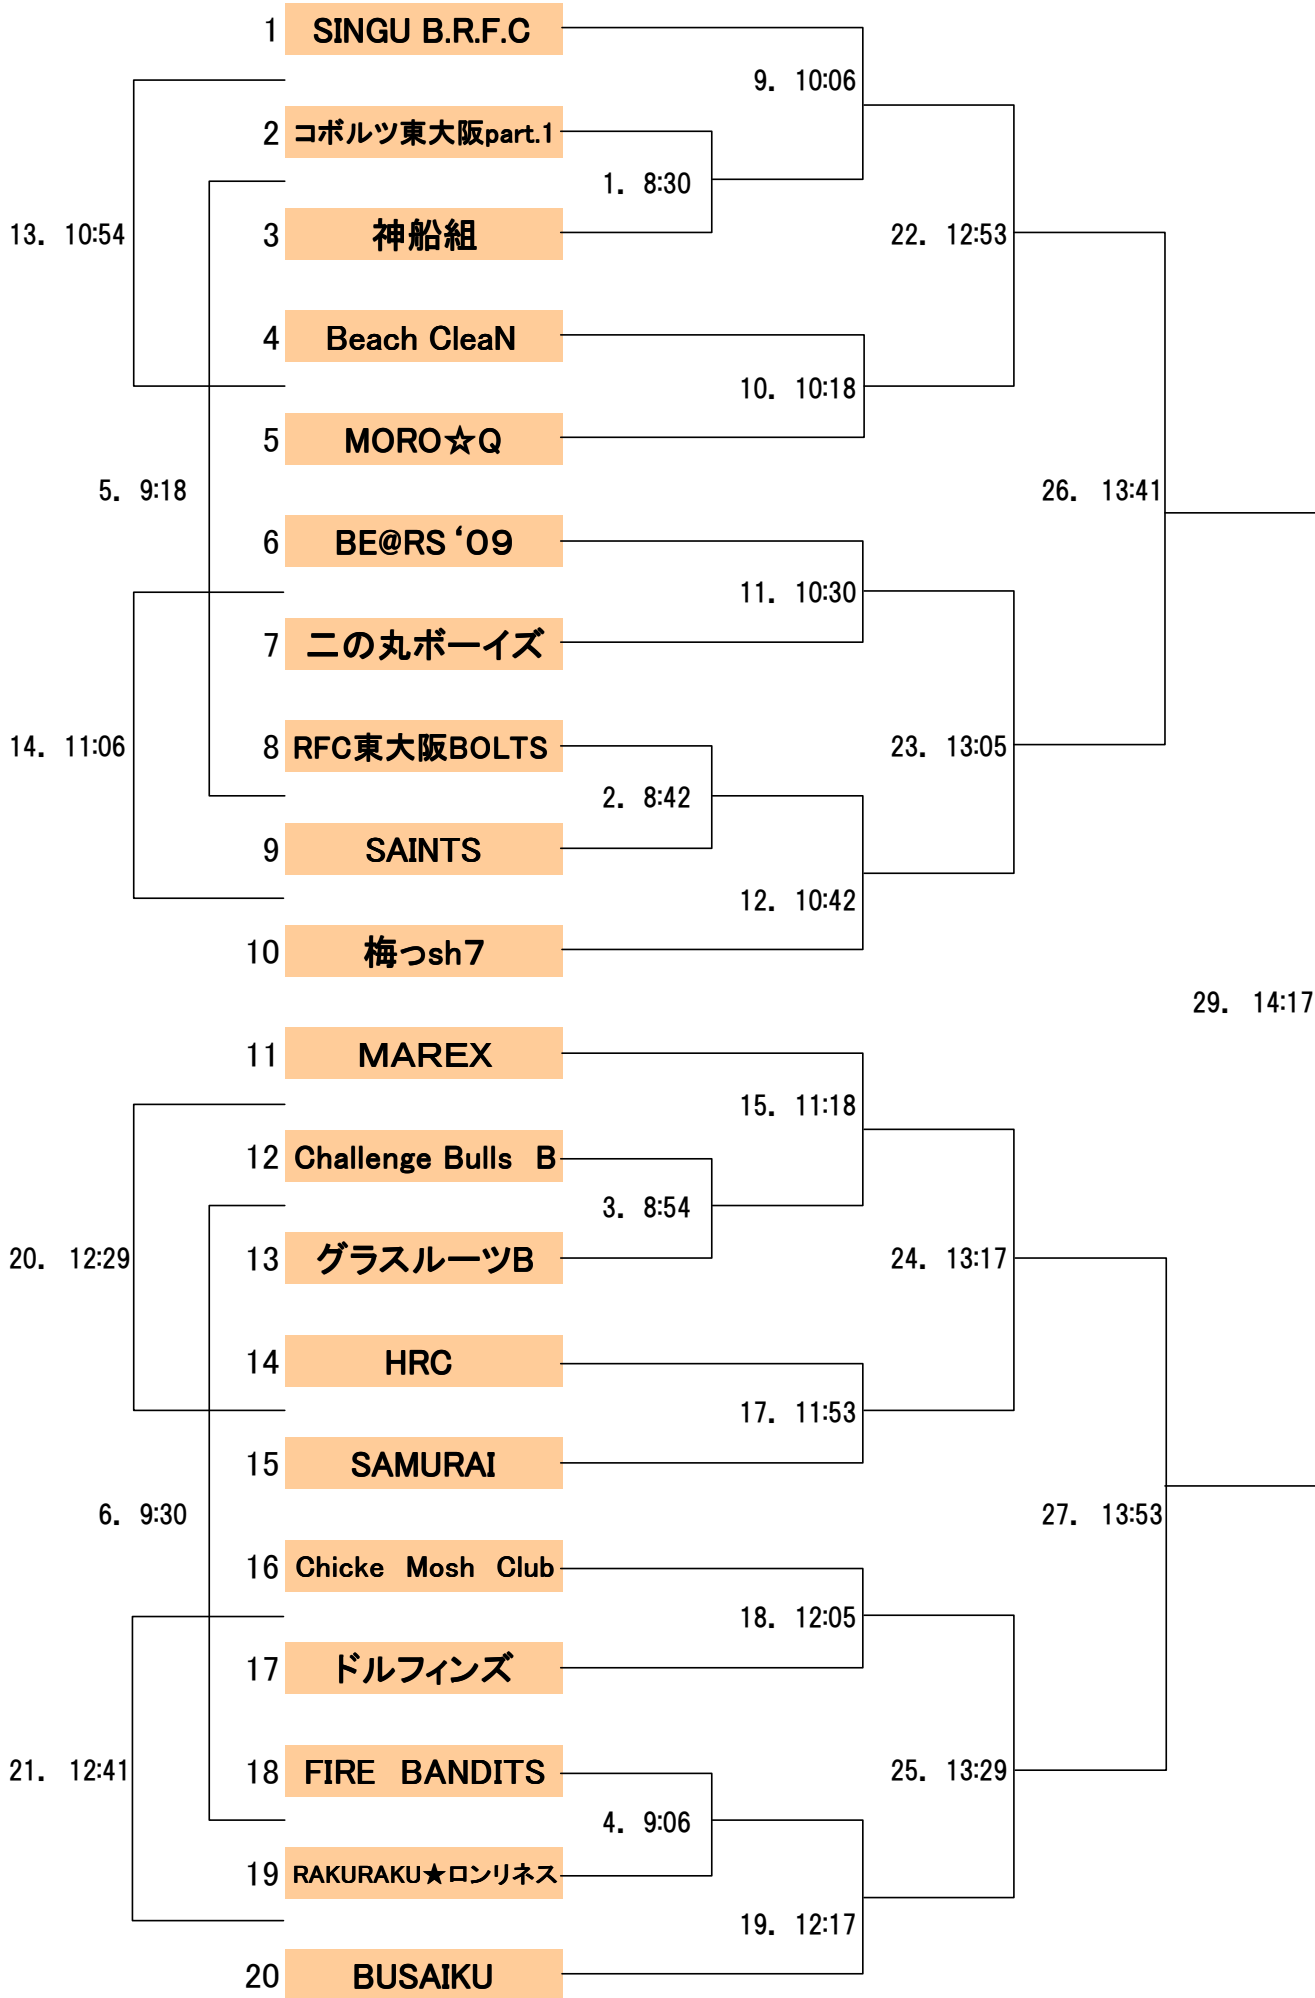 1 SINGU B.R.F.C
9. 10:06
2 コボルツ東大阪part.1
1. 8:30
13. 10:54
3 神船組
22. 12:53
4 Beach CleaN
10. 10:18
5 MORO☆Q
5. 9:18
26. 13:41
6 BE@RS‘09
11. 10:30
7 二の丸ボーイズ
14. 11:06
8 RFC東大阪BOLTS
23. 13:05
2. 8:42
9 SAINTS
12. 10:42
10 梅っsh7
29. 14:17
11 MAREX
15. 11:18
12 Challenge Bulls B
3. 8:54
20. 12:29
13 グラスルーツB
24. 13:17
14 HRC
17. 11:53
15 SAMURAI
6. 9:30
27. 13:53
16 Chicke Mosh Club
18. 12:05
17 ドルフィンズ
21. 12:41
18 FIRE BANDITS
25. 13:29
4. 9:06
19 RAKURAKU★ロンリネス
19. 12:17
20 BUSAIKU